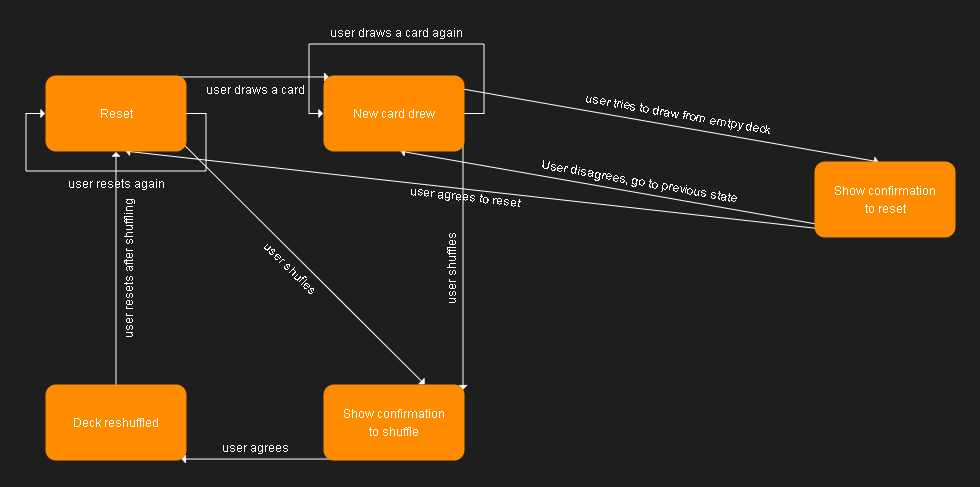 user draws a card again
user draws a card
Reset
New card drew
user tries to draw from emtpy deck
User disagrees, go to previous state
Show confirmation
to reset
user resets again
user agrees to reset
user resets after shuffling
user shufles
user shuffles
Deck reshuffled
Show confirmation
to shuffle
user agrees